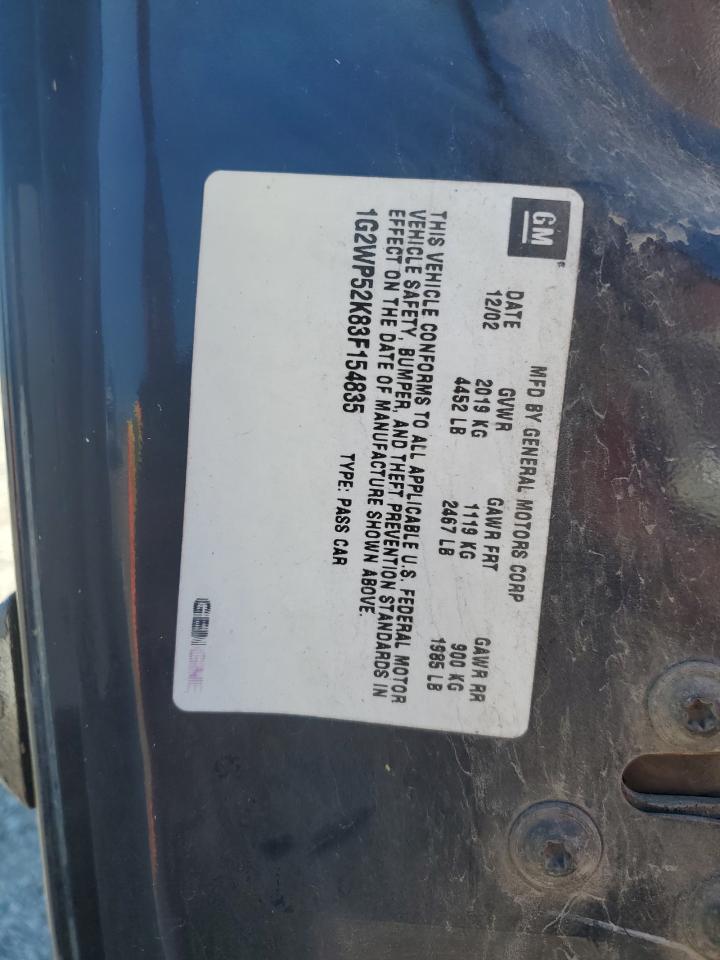 GM
MFD BY GENERAL MOTORS CORP
DATE GVWR GAWR FRT GAWR RR
12/02 2019 KG 1119 KG 900 KG
4452 LB 2467 LB 1985 LB
THIS VEHICLE CONFORMS TO ALL APPLICABLE U.S. FEDERAL MOTOR
VEHICLE SAFETY, BUMPER, AND THEFT PREVENTION STANDARDS IN
EFFECT ON THE DATE OF MANUFACTURE SHOWN ABOVE.
1G2WP52K83F154835 TYPE: PASS CAR